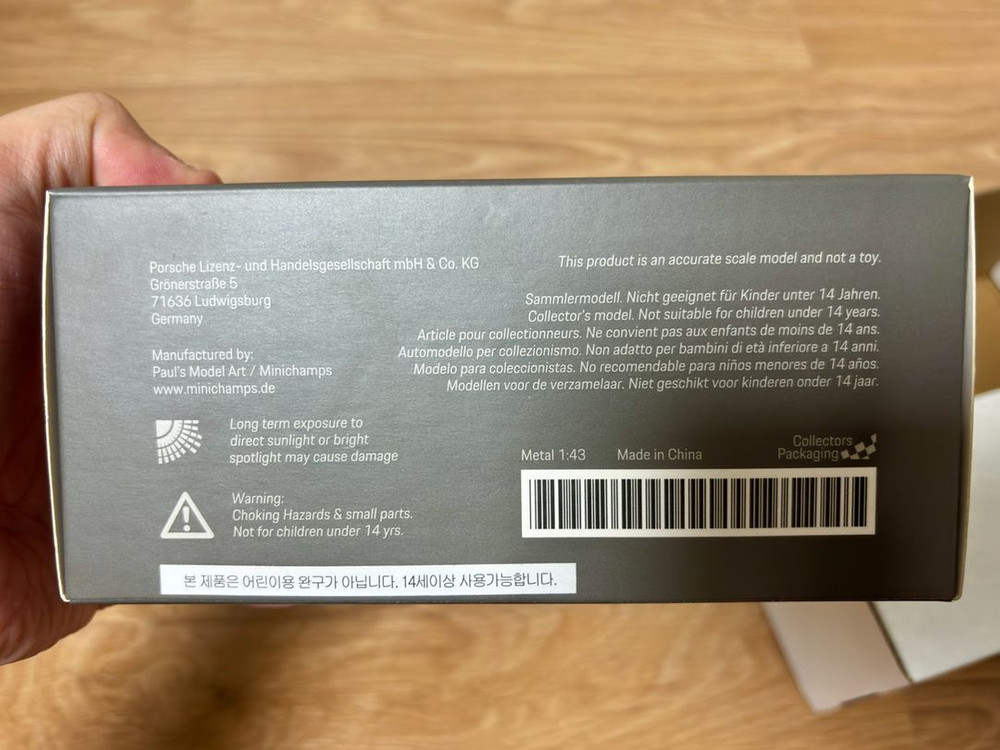 Porsche Lizenz- und Handelsgesellschaft mbH & Co. KG
Grönerstraße 5
71636 Ludwigsburg
Germany
Manufactured by:
Paul's Model Art / Minichamps
www.minichamps.de
Long term exposure to
direct sunlight or bright
spotlight may cause damage
Warning:
Choking Hazards & small parts.
Not for children under 14 yrs.
본 제품은 어린이용 완구가 아닙니다. 14세이상 사용가능합니다.
This product is an accurate scale model and not a toy.
Sammlermodell. Nicht geeignet für Kinder unter 14 Jahren.
Collector's model. Not suitable for children under 14 years.
Article pour collectionneurs. Ne convient pas aux enfants de moins de 14 ans.
Automodello per collezionismo. Non adatto per bambini di età inferiore a 14 anni.
Modelo para coleccionistas. No recomendable para niños menores de 14 años.
Modellen voor de verzamelaar. Niet geschikt voor kinderen onder 14 jaar.
Metal 1:43 Made in China
Collectors
Packaging